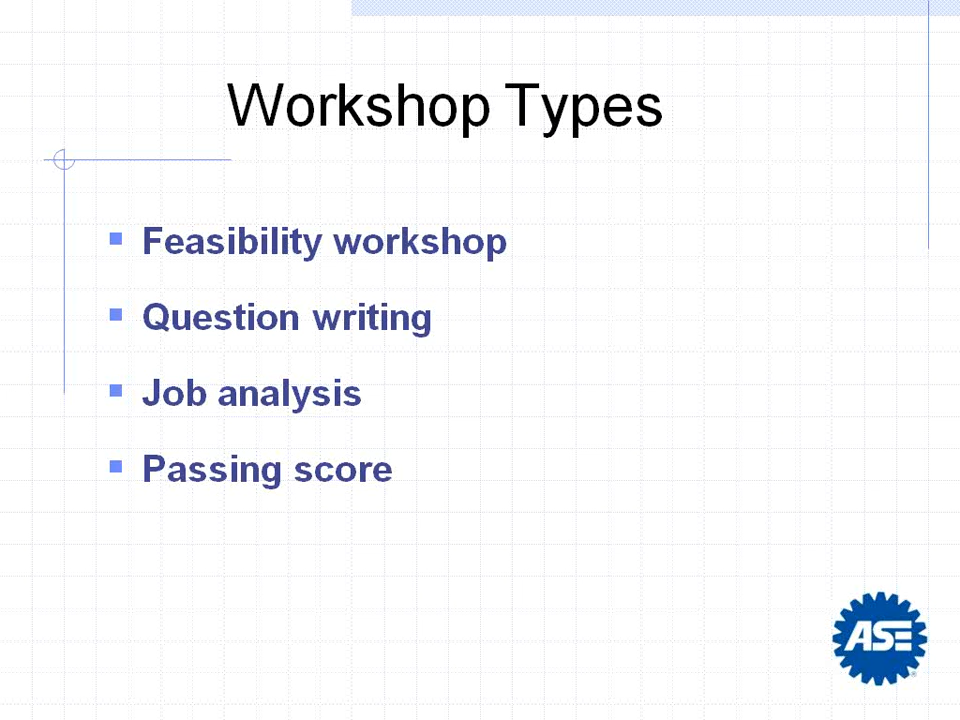 Workshop Types
Feasibility workshop
Question writing
Job analysis
Passing score
ASE